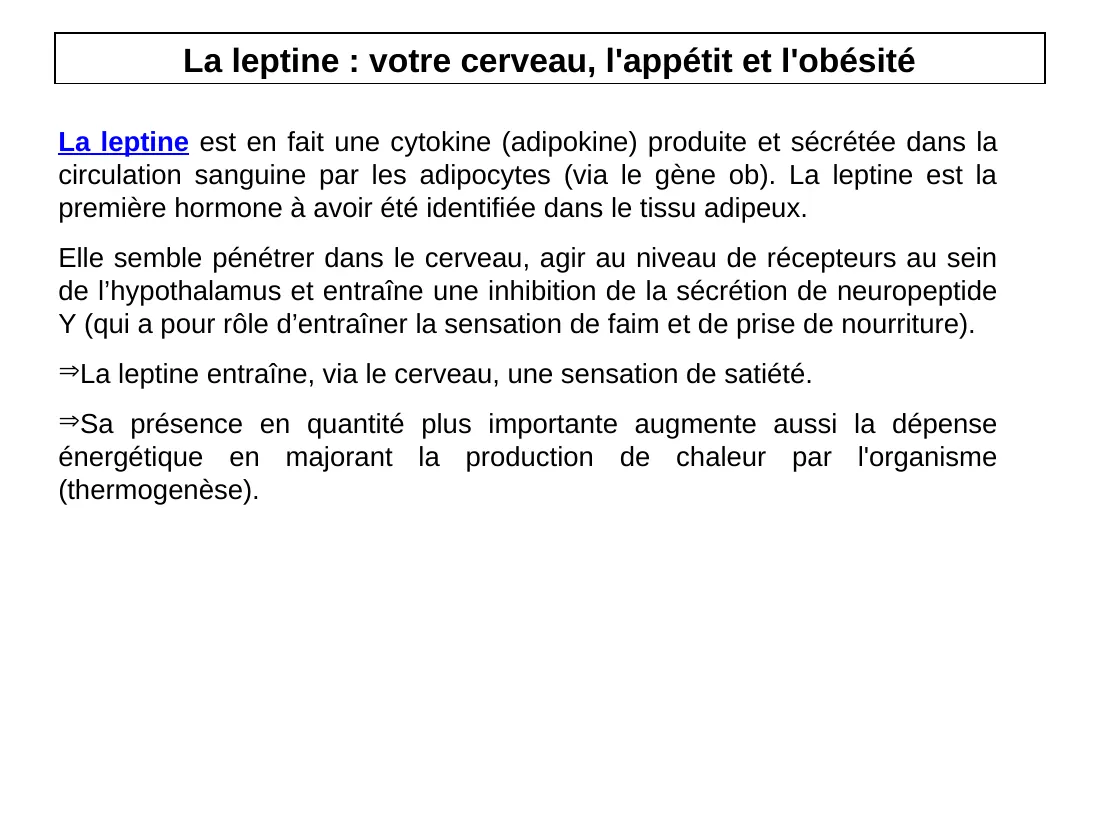 La leptine : votre cerveau, l'appétit et l'obésité
La leptine est en fait une cytokine (adipokine) produite et sécrétée dans la
circulation sanguine par les adipocytes (via le gène ob). La leptine est la
première hormone à avoir été identifiée dans le tissu adipeux.
Elle semble pénétrer dans le cerveau, agir au niveau de récepteurs au sein
de l’hypothalamus et entraîne une inhibition de la sécrétion de neuropeptide
Y (qui a pour rôle d’entraîner la sensation de faim et de prise de nourriture).
⇒La leptine entraîne, via le cerveau, une sensation de satiété.
⇒Sa présence en quantité plus importante augmente aussi la dépense
énergétique en majorant la production de chaleur par l'organisme
(thermogenèse).